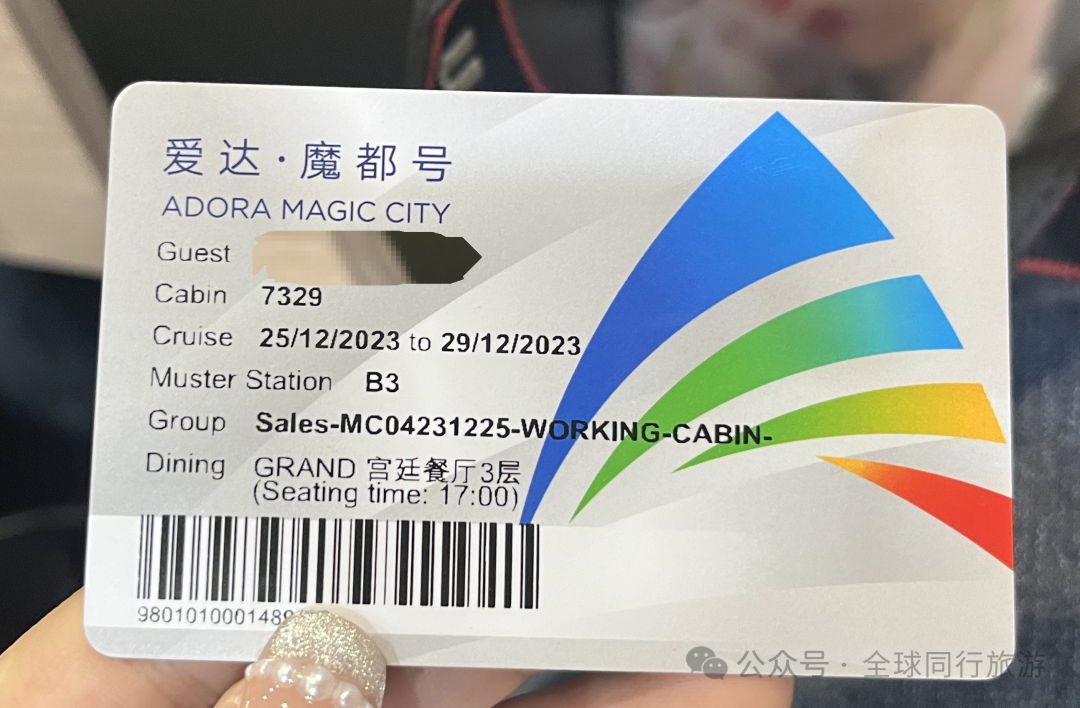 爱达·魔都号
ADORA MAGIC CITY
Guest
Cabin 7329
Cruise 25/12/2023 to 29/12/2023
Muster Station B3
Group Sales-MC04231225-WORKING-CABIN-
Dining GRAND 宫廷餐厅3层
(Seating time: 17:00)
9801010001489
公众号·全球同行旅游